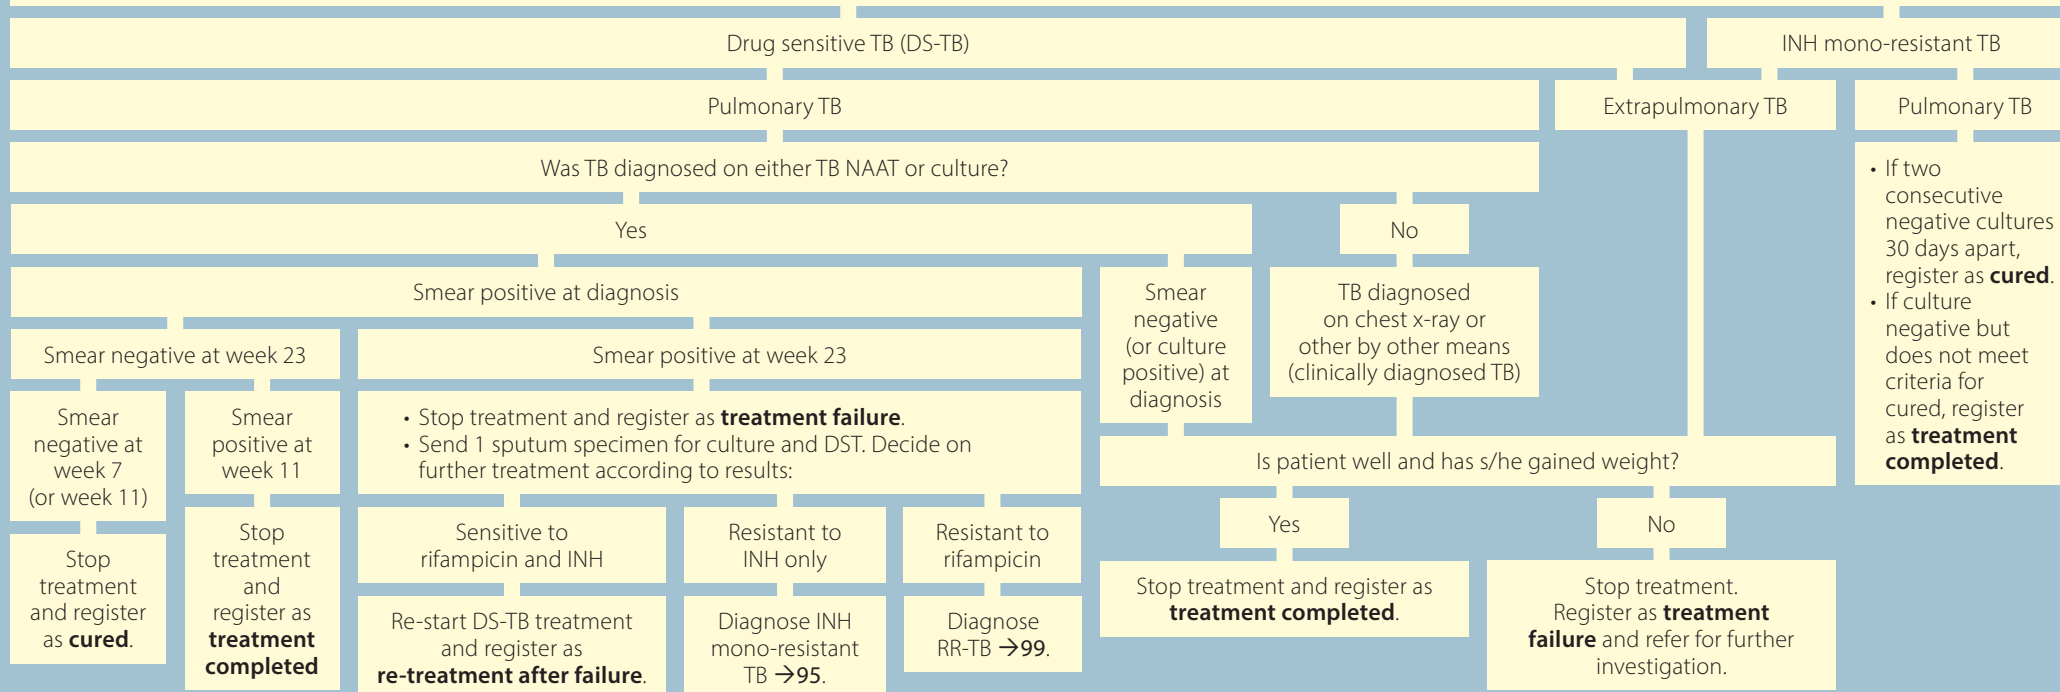 Drug sensitive TB (DS-TB)
INH mono-resistant TB
Pulmonary TB
Extrapulmonary TB
Pulmonary TB
Was TB diagnosed on either TB NAAT or culture?
Yes
No
Smear positive at diagnosis
Smear
negative
(or culture
positive) at
diagnosis
TB diagnosed
on chest x-ray or
other by other means
(clinically diagnosed TB)
• If two
consecutive
negative cultures
30 days apart,
register as cured.
• If culture
negative but
does not meet
criteria for
cured, register
as treatment
completed.
Smear negative at week 23
Smear positive at week 23
Smear
negative at
week 7
(or week 11)
Smear
positive at
week 11
• Stop treatment and register as treatment failure.
• Send 1 sputum specimen for culture and DST. Decide on
further treatment according to results:
Is patient well and has s/he gained weight?
Stop
treatment
and register
as cured.
Stop
treatment
and
register as
treatment
completed
Sensitive to
rifampicin and INH
Resistant to
INH only
Resistant to
rifampicin
Yes
No
Re-start DS-TB treatment
and register as
re-treatment after failure.
Diagnose INH
mono-resistant
TB →95.
Diagnose
RR-TB →99.
Stop treatment and register as
treatment completed.
Stop treatment.
Register as treatment
failure and refer for further
investigation.